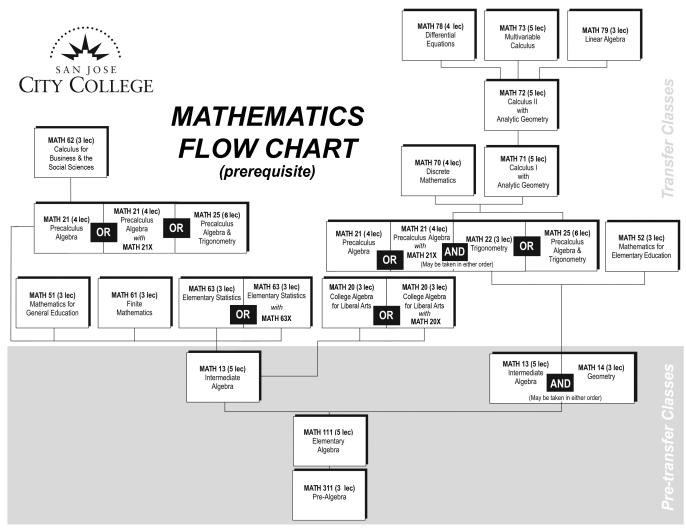 SAN JOSE
CITY COLLEGE
MATHEMATICS
FLOW CHART
(prerequisite)
MATH 78 (4 lec)
Differential
Equations
MATH 73 (5 lec)
Multivariable
Calculus
MATH 79 (3 lec)
Linear Algebra
MATH 72 (5 lec)
Calculus II
with
Analytic Geometry
Transfer Classes
MATH 62 (3 lec)
Calculus for
Business & the
Social Sciences
MATH 70 (4 lec)
Discrete
Mathematics
MATH 71 (5 lec)
Calculus I
with
Analytic Geometry
MATH 21 (4 lec)
Precalculus
Algebra
OR
MATH 21 (4 lec)
Precalculus
Algebra
with
MATH 21X
OR
MATH 25 (6 lec)
Precalculus
Algebra &
Trigonometry
MATH 21 (4 lec)
Precalculus
Algebra
OR
MATH 21 (4 lec)
Precalculus Algebra
with
MATH 21X
AND
MATH 22 (3 lec)
Trigonometry
(May be taken in either order)
OR
MATH 25 (6 lec)
Precalculus
Algebra &
Trigonometry
MATH 52 (3 lec)
Mathematics for
Elementary Education
MATH 51 (3 lec)
Mathematics for
General Education
MATH 61 (3 lec)
Finite
Mathematics
MATH 63 (3 lec)
Elementary Statistics
OR
MATH 63 (3 lec)
Elementary Statistics
with
MATH 63X
MATH 20 (3 lec)
College Algebra
for Liberal Arts
OR
MATH 20 (3 lec)
College Algebra
for Liberal Arts
with
MATH 20X
MATH 13 (5 lec)
Intermediate
Algebra
MATH 13 (5 lec)
Intermediate
Algebra
AND
MATH 14 (3 lec)
Geometry
(May be taken in either order)
Pre-transfer Classes
MATH 111 (5 lec)
Elementary
Algebra
MATH 311 (3 lec)
Pre-Algebra